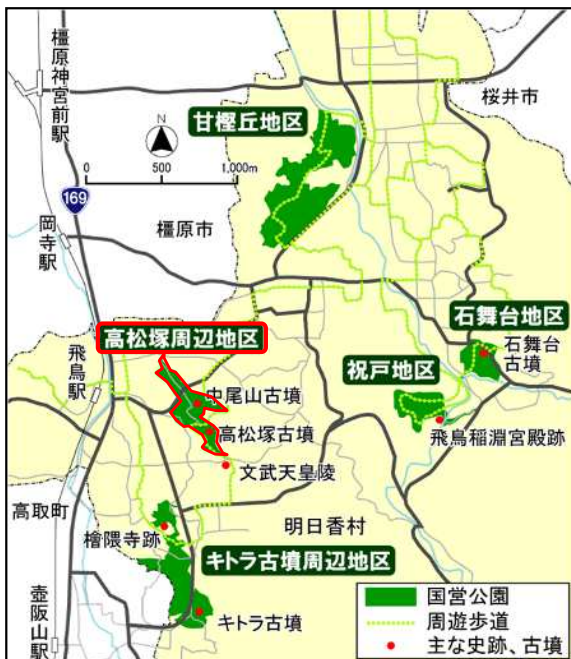 橿原神宮前駅
桜井市
甘樫丘地区
N
0 500 1,000m
169
橿原市
岡寺駅
高松塚周辺地区
石舞台地区
石舞台
古墳
飛鳥駅
中尾山古墳
祝戸地区
高松塚古墳
飛鳥稲淵宮殿跡
文武天皇陵
高取町
明日香村
檜隈寺跡
キトラ古墳周辺地区
キトラ古墳
壺阪山駅
国営公園
周遊歩道
主な史跡、古墳